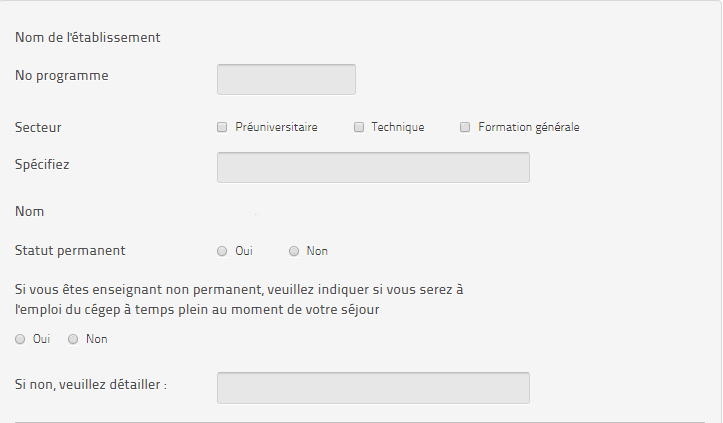 Nom de l'établissement
No programme
Secteur Préuniversitaire Technique Formation générale
Spécifiez
Nom
Statut permanent Oui Non
Si vous êtes enseignant non permanent, veuillez indiquer si vous serez à
l'emploi du cégep à temps plein au moment de votre séjour
Oui Non
Si non, veuillez détailler :